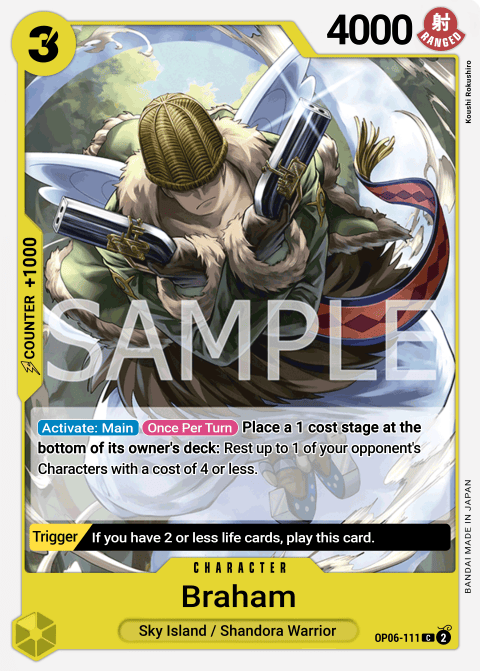 3
4000
射
RANGED
Koushi Rokushiro
COUNTER +1000
SAMPLE
Activate: Main Once Per Turn Place a 1 cost stage at the
bottom of its owner's deck: Rest up to 1 of your opponent's
Characters with a cost of 4 or less.
Trigger If you have 2 or less life cards, play this card.
BANDAI MADE IN JAPAN
CHARACTER
Braham
Sky Island / Shandora Warrior
OP06-111 C 2